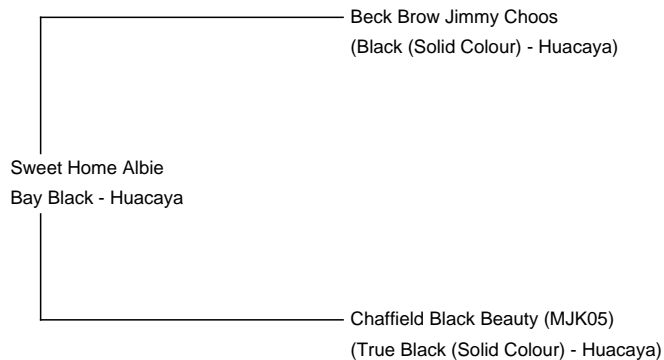 Beck Brow Jimmy Choos
(Black (Solid Colour) - Huacaya)
Sweet Home Albie
Bay Black - Huacaya
Chaffield Black Beauty (MJK05)
(True Black (Solid Colour) - Huacaya)